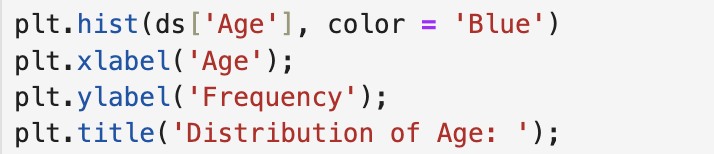 plt.hist(ds['Age'], color = 'Blue')
plt.xlabel('Age');
plt.ylabel('Frequency');
plt.title('Distribution of Age: ');